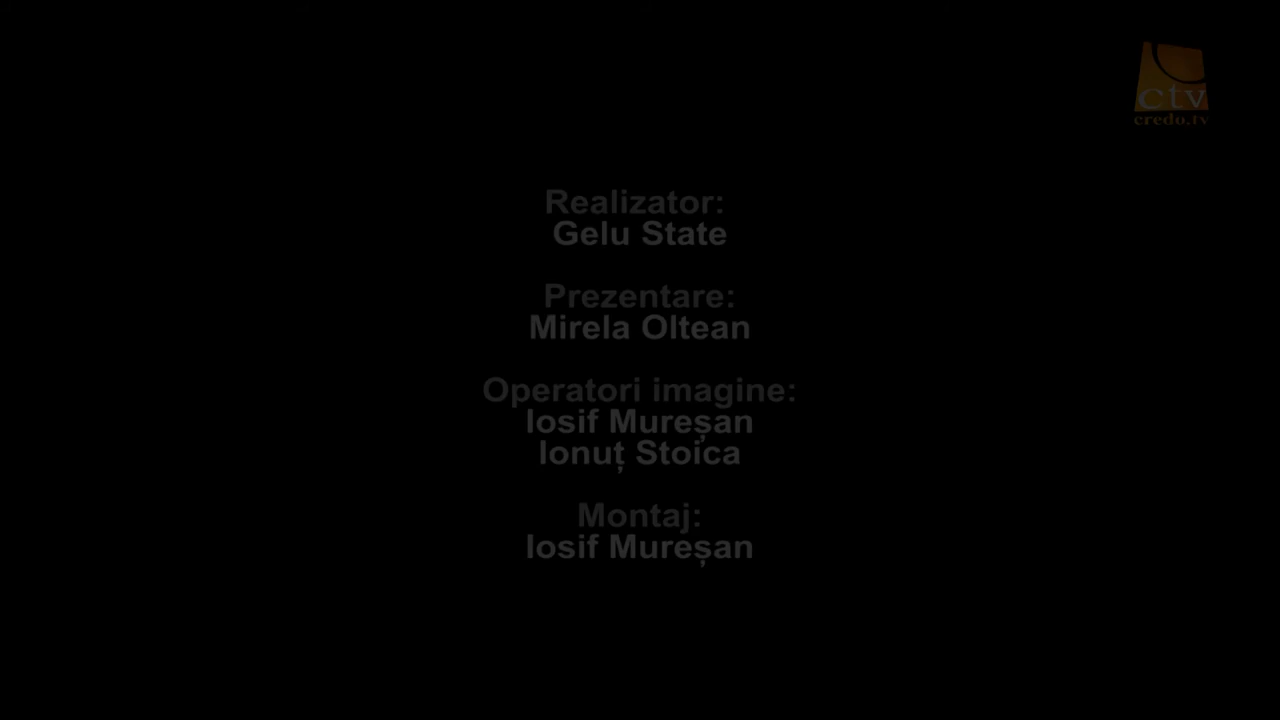 ctv
credo.tv
Realizator:
Gelu State
Prezentare:
Mirela Oltean
Operatori imagine:
Iosif Mureșan
Ionuț Stoica
Montaj:
Iosif Mureșan